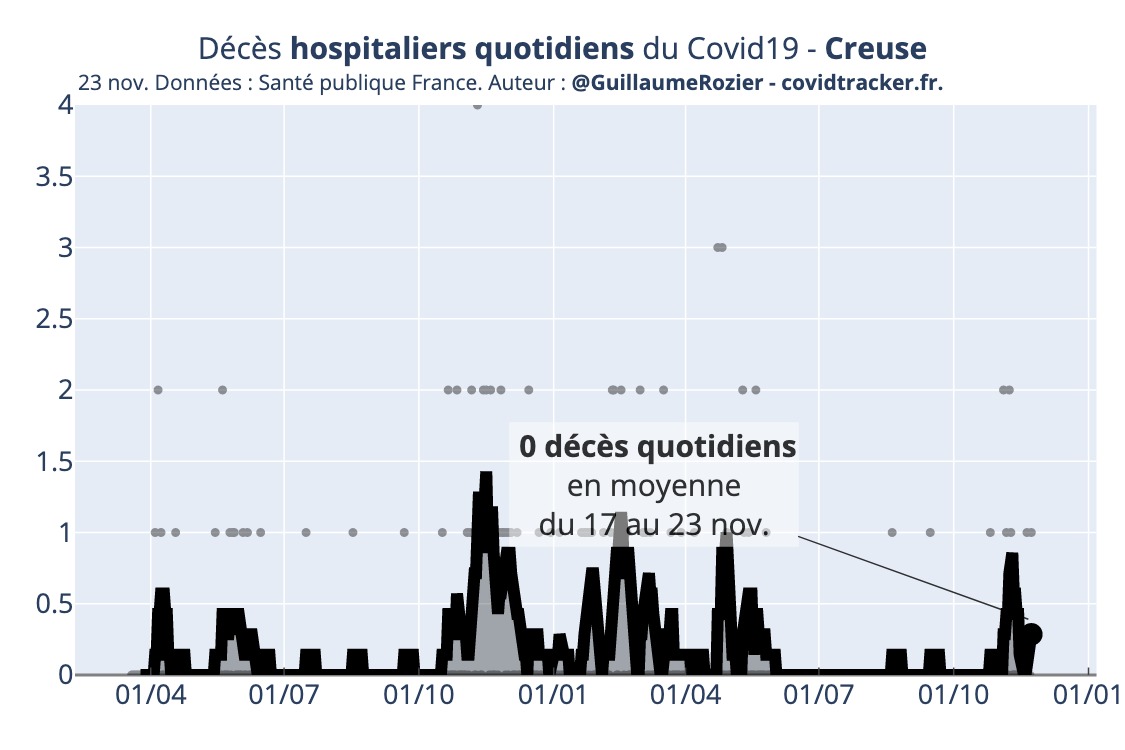 Décès hospitaliers quotidiens du Covid19 - Creuse
23 nov. Données : Santé publique France. Auteur : @GuillaumeRozier - covidtracker.fr.
4
3.5
3
2.5
2
1.5
1
0.5
0
0 décès quotidiens
en moyenne
du 17 au 23 nov.
01/04 01/07 01/10 01/01 01/04 01/07 01/10 01/01